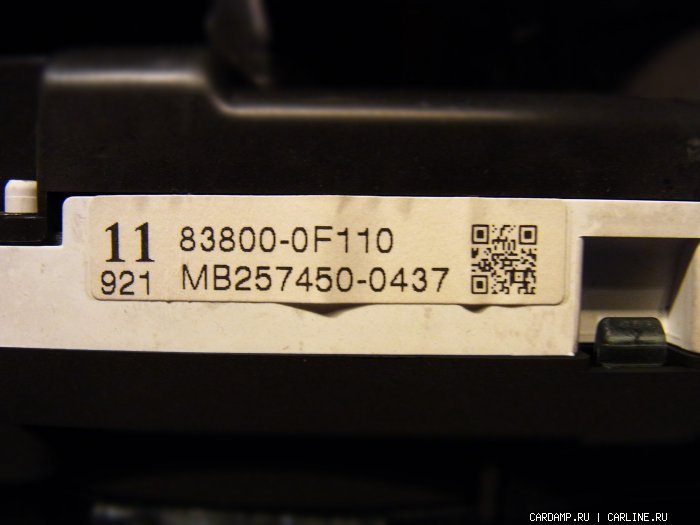 11 83800-0F110
921 MB257450-0437
CARDAMP.RU | CARLINE.RU